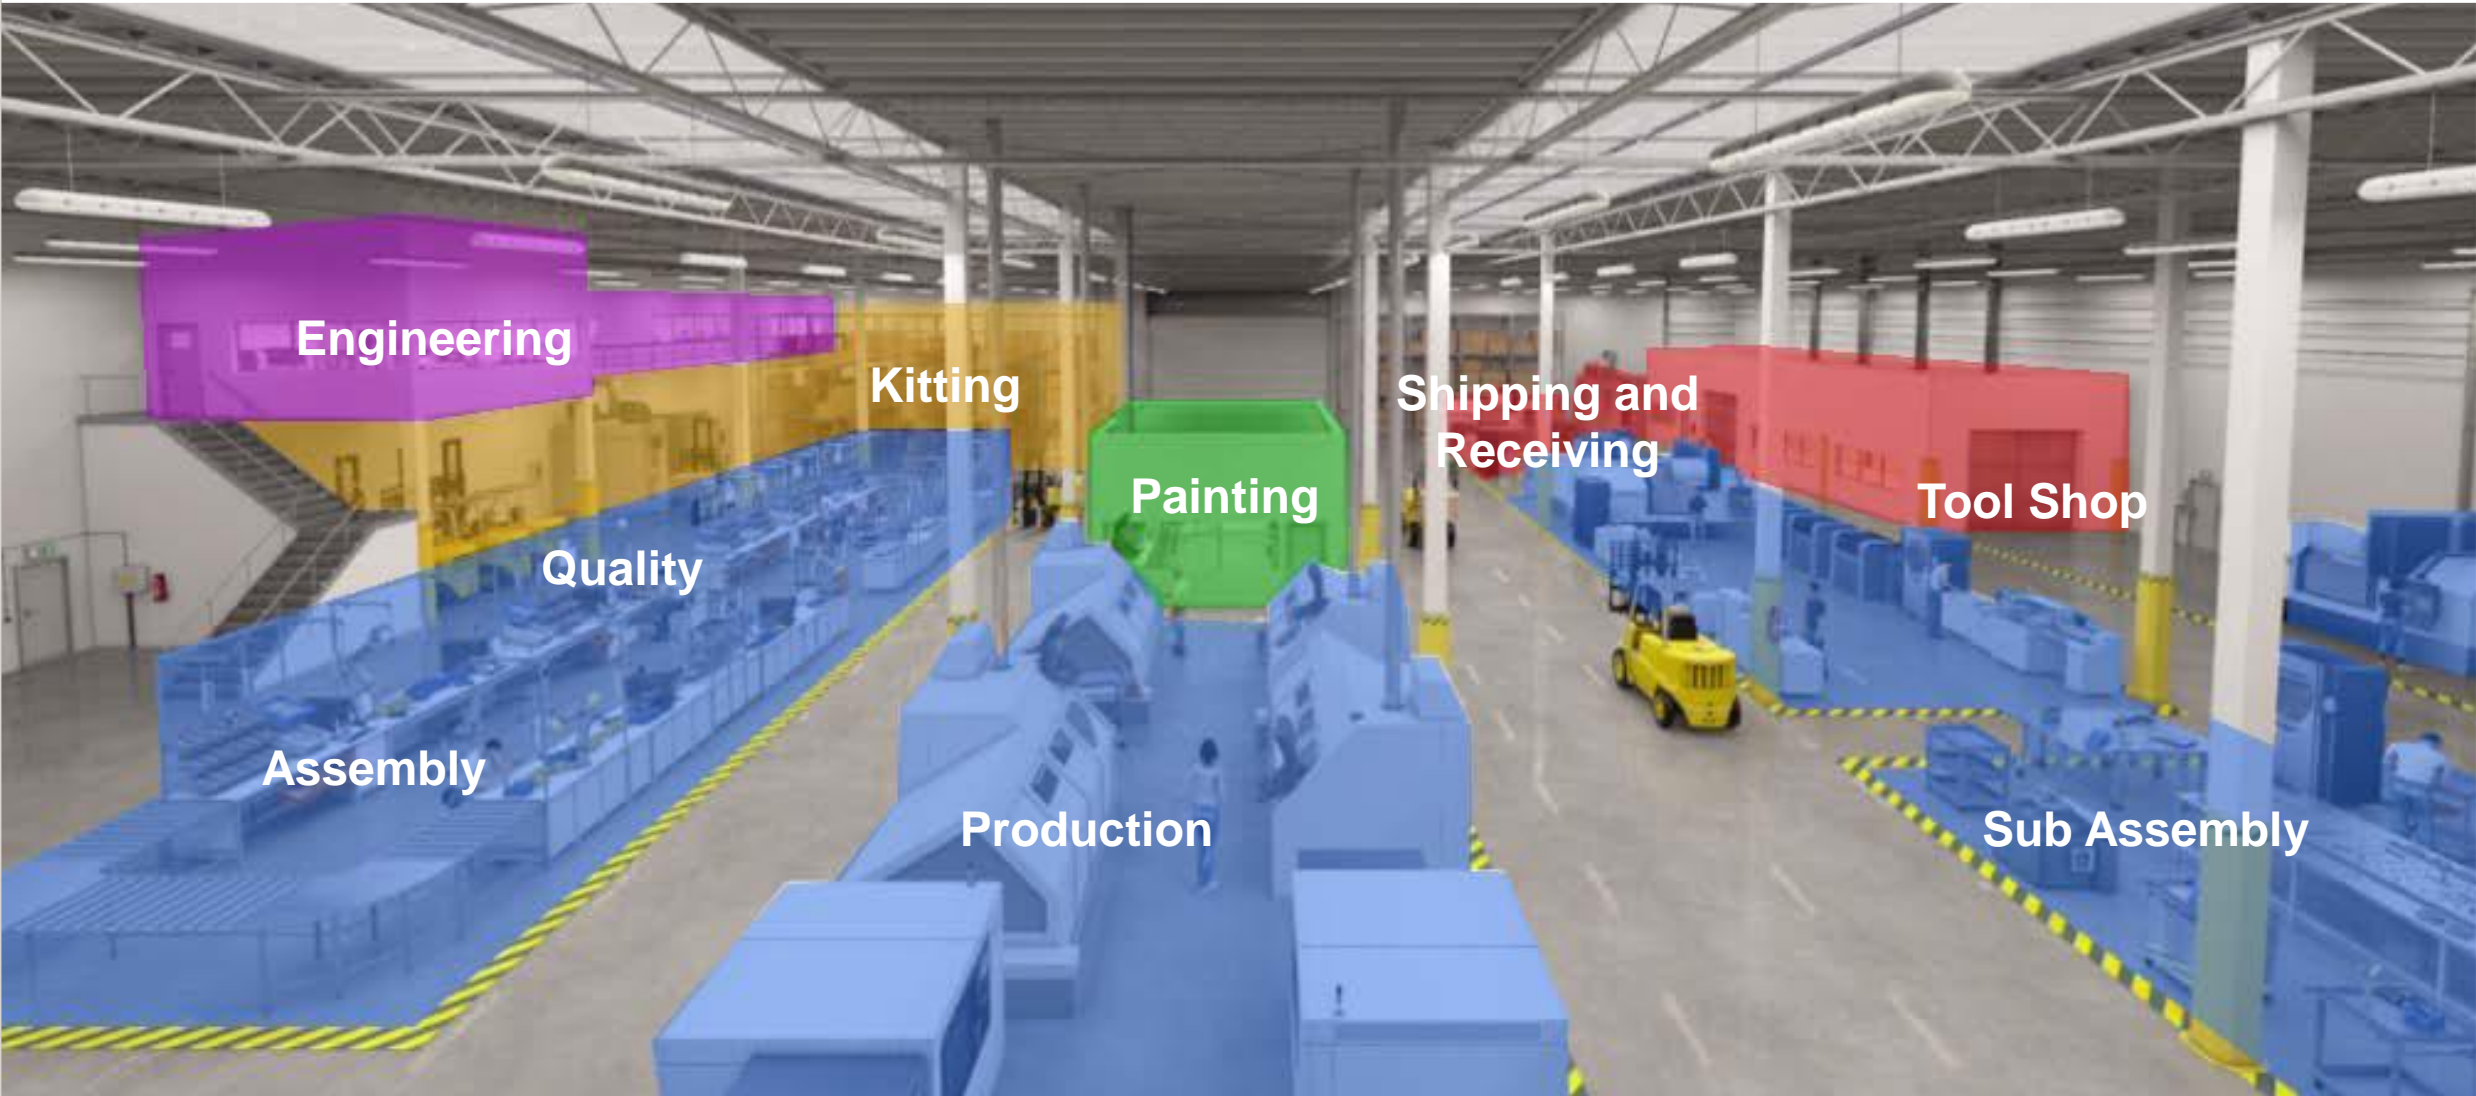 Engineering
Kitting
Shipping and
Receiving
Painting
Tool Shop
Quality
Assembly
Production
Sub Assembly